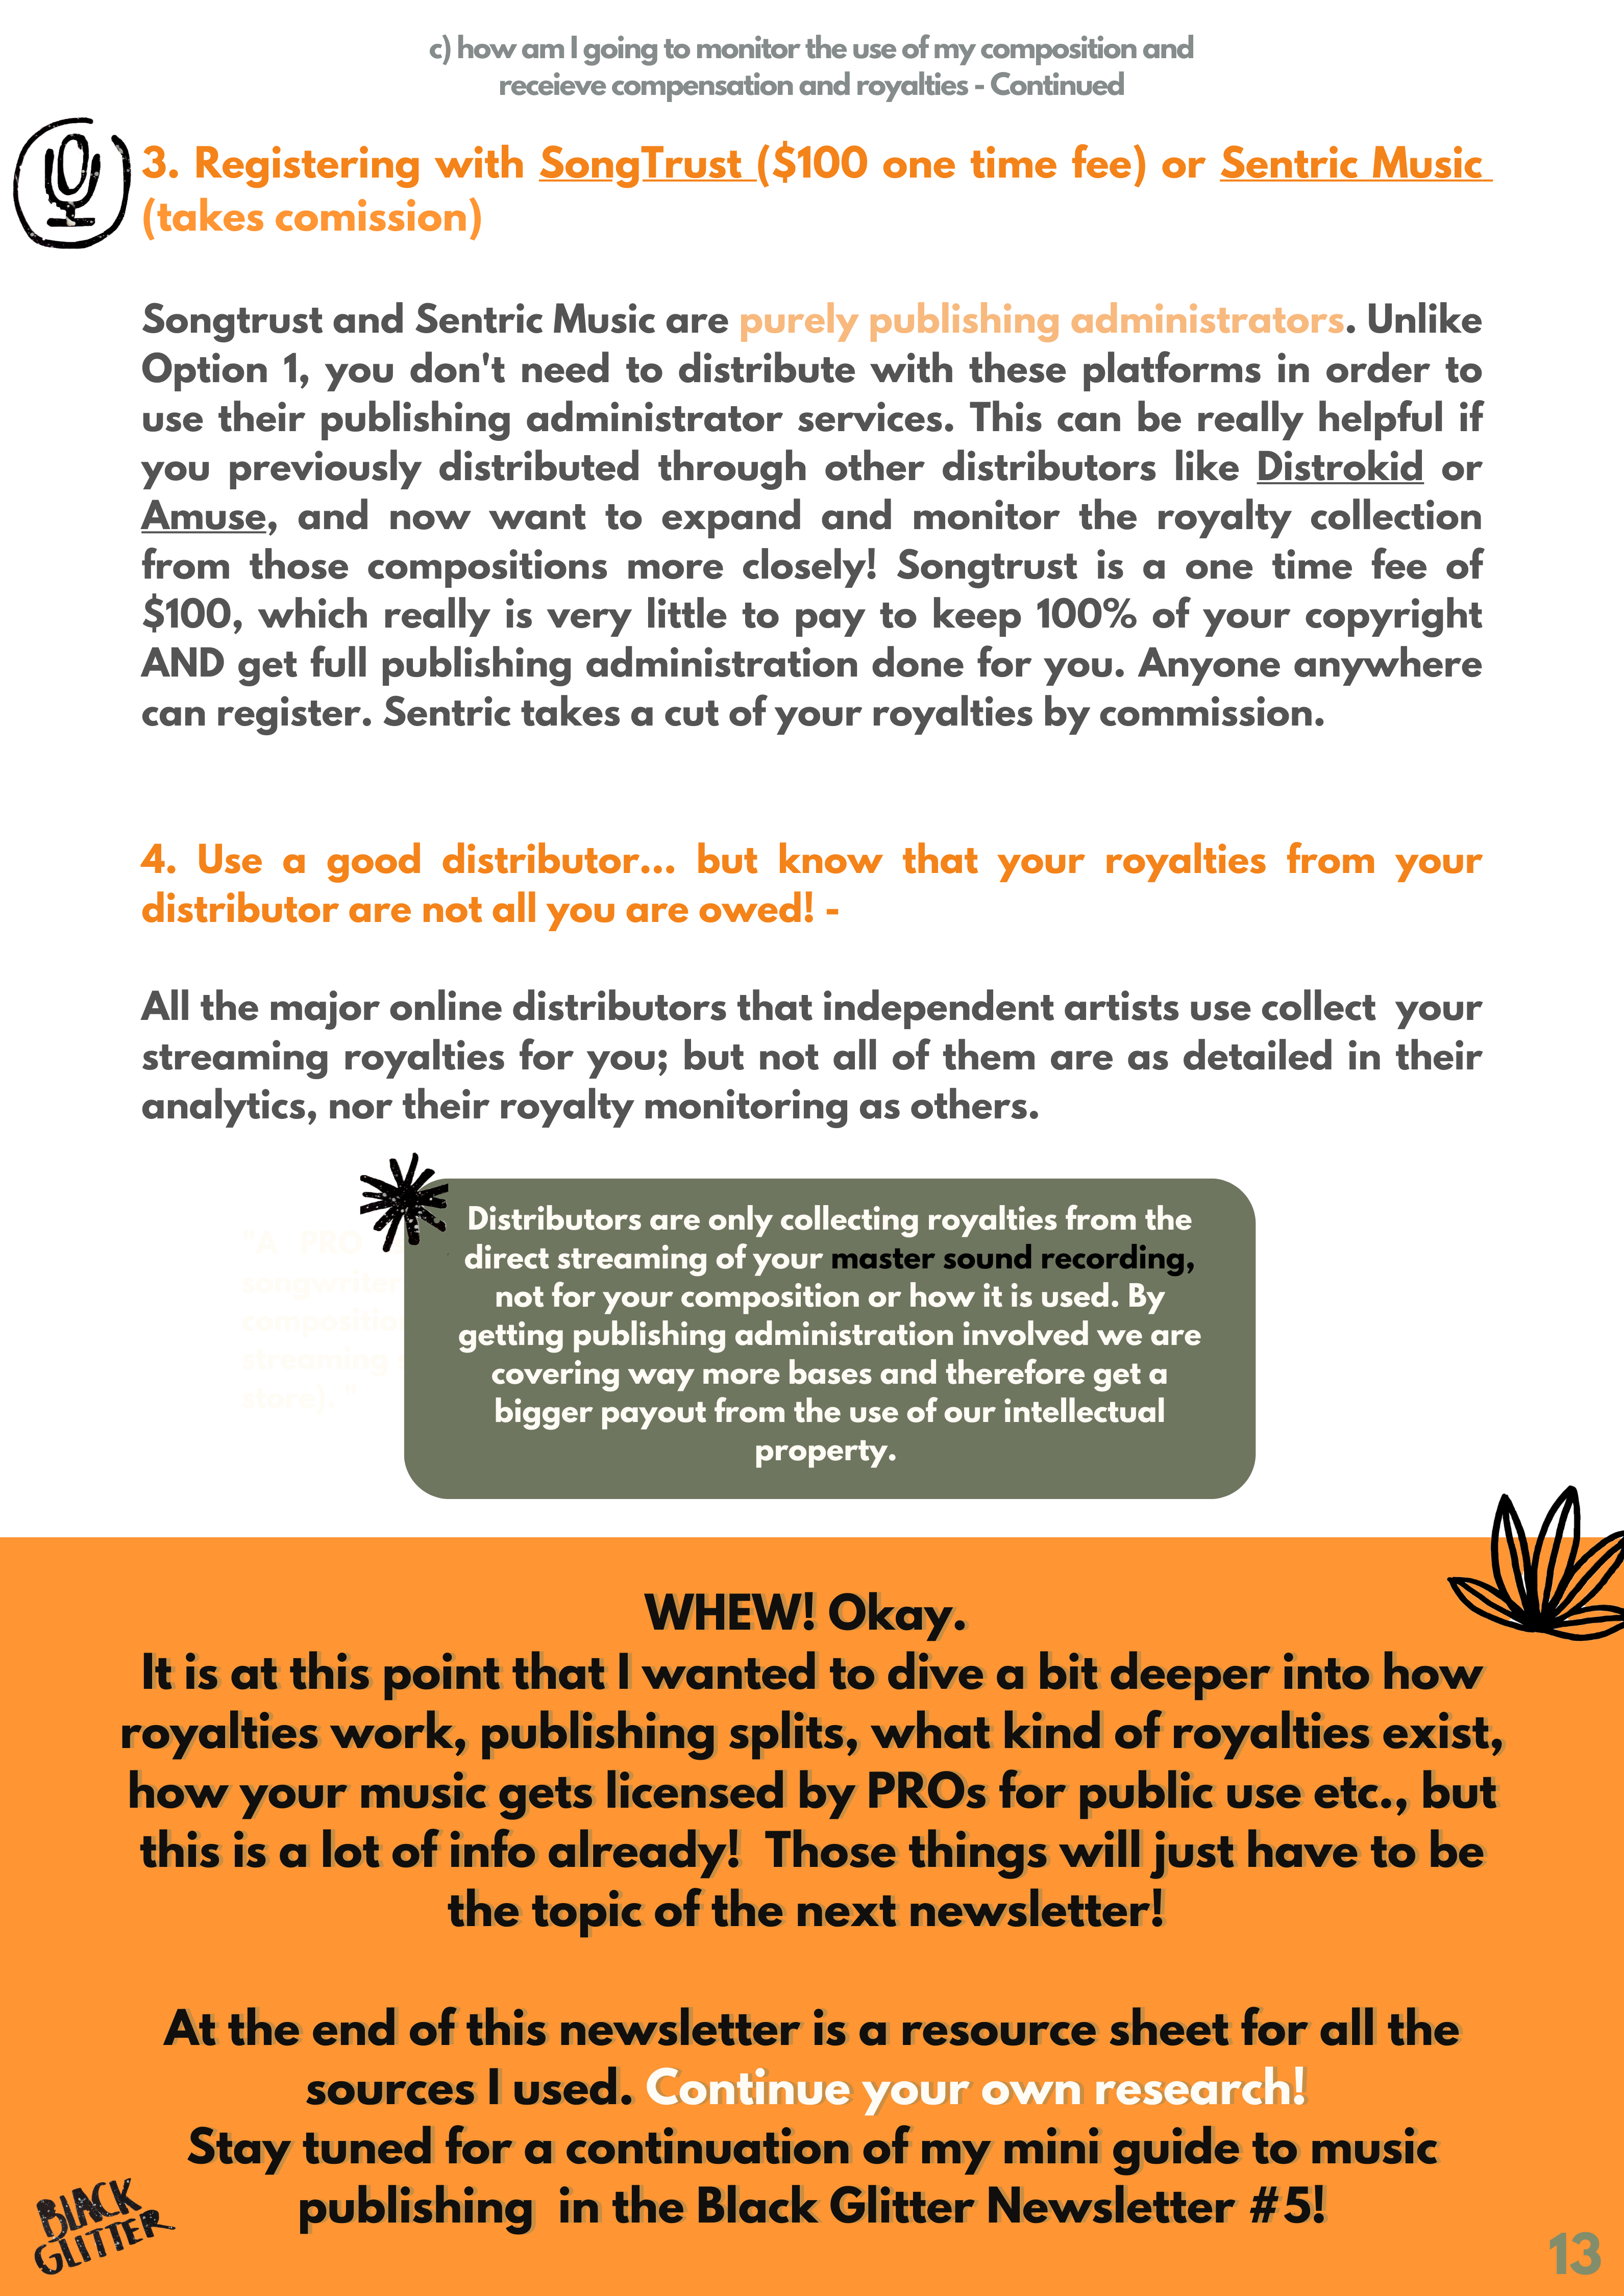 c) how am I going to monitor the use of my composition and
receieve compensation and royalties - Continued
3. Registering with SongTrust ($100 one time fee) or Sentric Music
(takes comission)
Songtrust and Sentric Music are purely publishing administrators. Unlike
Option 1, you don't need to distribute with these platforms in order to
use their publishing administrator services. This can be really helpful if
you previously distributed through other distributors like Distrokid or
Amuse, and now want to expand and monitor the royalty collection
from those compositions more closely! Songtrust is a one time fee of
$100, which really is very little to pay to keep 100% of your copyright
AND get full publishing administration done for you. Anyone anywhere
can register. Sentric takes a cut of your royalties by commission.
4. Use a good distributor... but know that your royalties from your
distributor are not all you are owed! -
All the major online distributors that independent artists use collect your
streaming royalties for you; but not all of them are as detailed in their
analytics, nor their royalty monitoring as others.
"A PRO
songwriter
compositio
streaming
store). "
Distributors are only collecting royalties from the
direct streaming of your master sound recording,
not for your composition or how it is used. By
getting publishing administration involved we are
covering way more bases and therefore get a
bigger payout from the use of our intellectual
property.
WHEW! Okay.
It is at this point that I wanted to dive a bit deeper into how
royalties work, publishing splits, what kind of royalties exist,
how your music gets licensed by PROs for public use etc., but
this is a lot of info already! Those things will just have to be
the topic of the next newsletter!
At the end of this newsletter is a resource sheet for all the
sources I used. Continue your own research!
Stay tuned for a continuation of my mini guide to music
publishing in the Black Glitter Newsletter #5!
BLACK
GLITTER
13